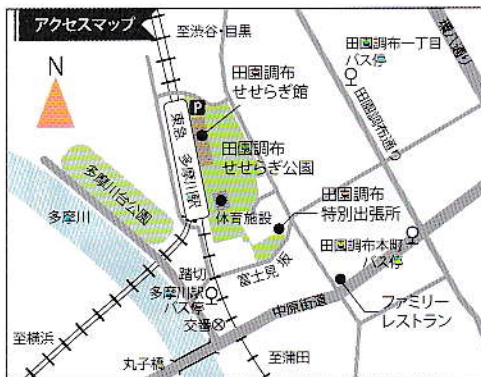 アクセスマップ
至渋谷・目黒
田園調布一丁目
バス停
環八通り
N
田園調布
せせらぎ館
P
東急
多摩川駅
田園調布通り
田園調布
せせらぎ公園
多摩川台公園
多摩川
体育施設
田園調布
特別出張所
田園調布本町
バス停
踏切
富士見坂
多摩川駅
バス停
中原街道
ファミリー
レストラン
交番
至横浜
丸子橋
至蒲田